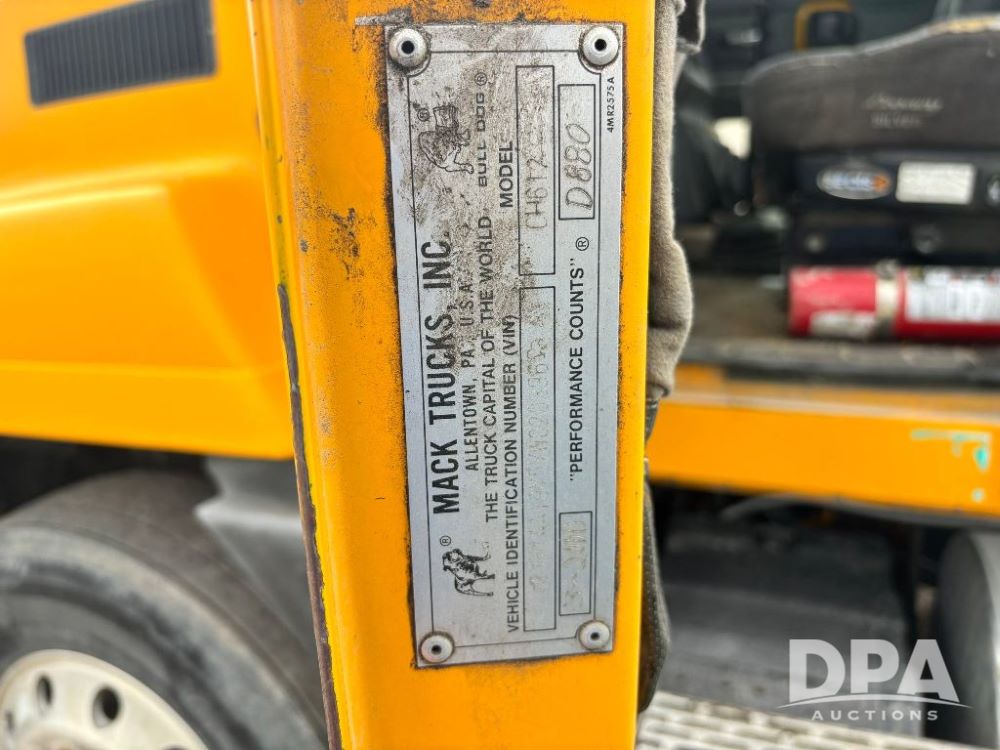 MACK TRUCKS, INC
ALLENTOWN, PA. U.S.A.
THE TRUCK CAPITAL OF THE WORLD
BULL DOG ®
®
VEHICLE IDENTIFICATION NUMBER (VIN)
MODEL
CH612
"PERFORMANCE COUNTS" ®
D880
4MR2575A
DPA
AUCTIONS